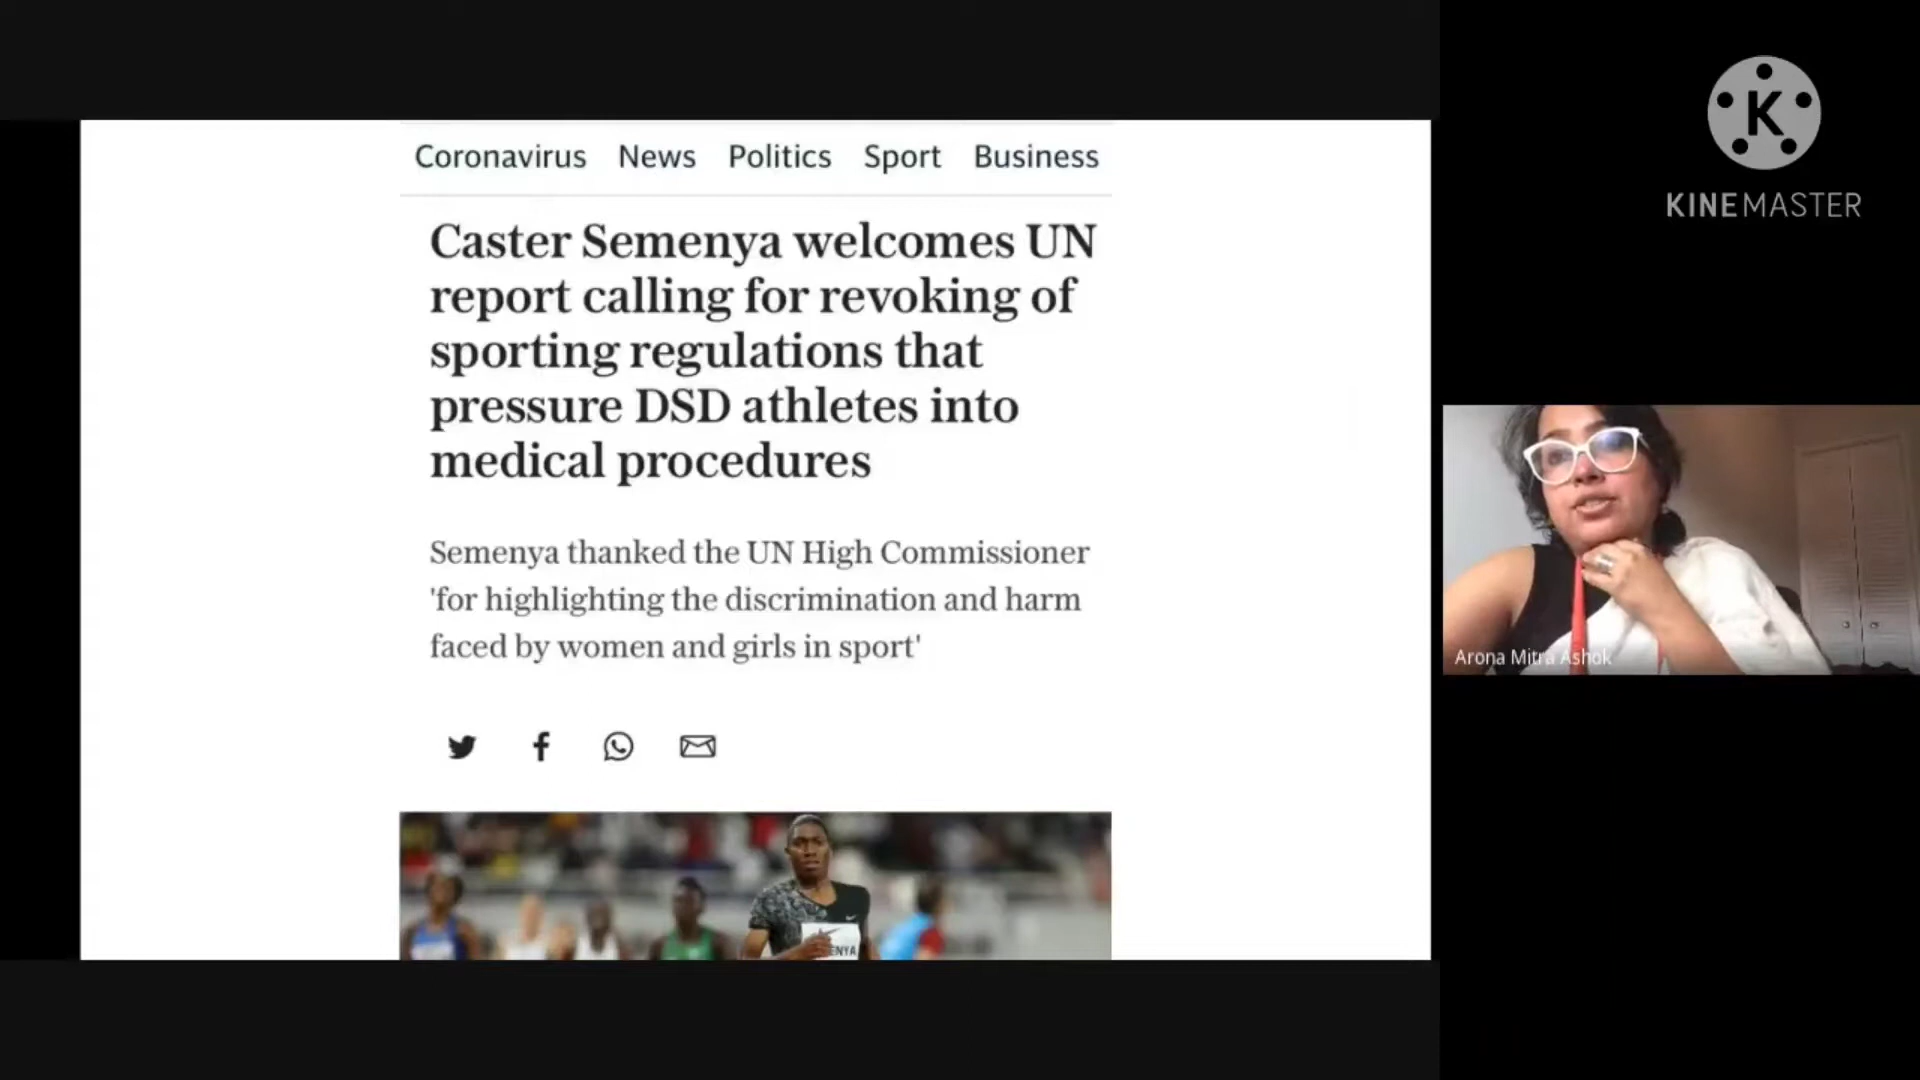 Coronavirus News Politics Sport Business
Caster Semenya welcomes UN
report calling for revoking of
sporting regulations that
pressure DSD athletes into
medical procedures
Semenya thanked the UN High Commissioner
'for highlighting the discrimination and harm
faced by women and girls in sport'
ENYA
K
KINEMASTER
Arona Mitra Ashok